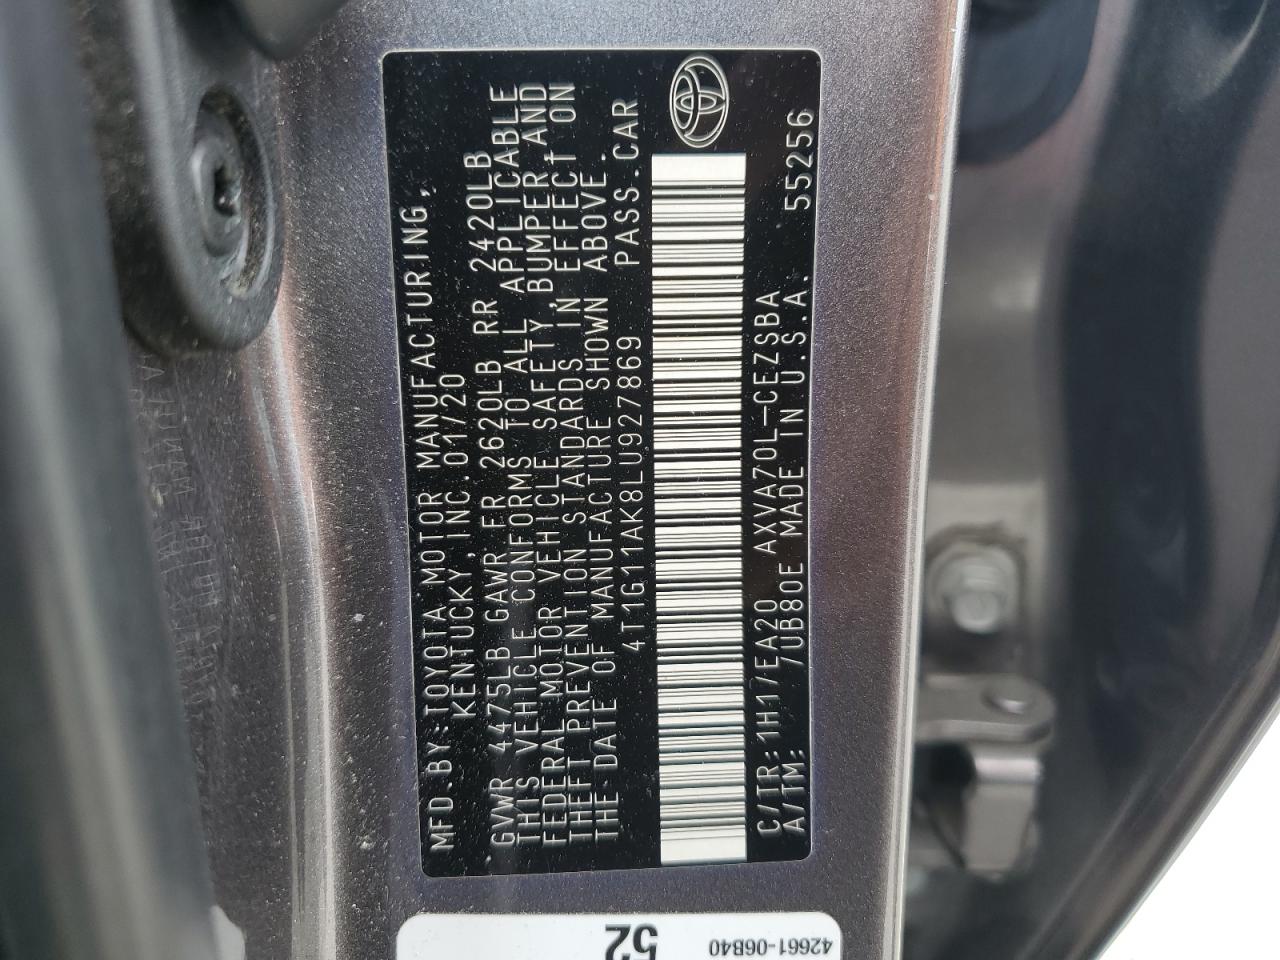 MFD.BY: TOYOTA MOTOR MANUFACTURING,
KENTUCKY, INC. 01/20
GVWR 4475LB GAWR FR 2620LB RR 2420LB
THIS VEHICLE CONFORMS TO ALL APPLICABLE
FEDERAL MOTOR VEHICLE SAFETY, BUMPER AND
THEFT PREVENTION STANDARDS IN EFFECT ON
THE DATE OF MANUFACTURE SHOWN ABOVE.
4T1G11AK8LU927869 PASS.CAR
C/TR: 1H17/EA20 AXVA70L-CEZSBA 55256
A/TM: /UB80E MADE IN U.S.A.
52
42661-06B40